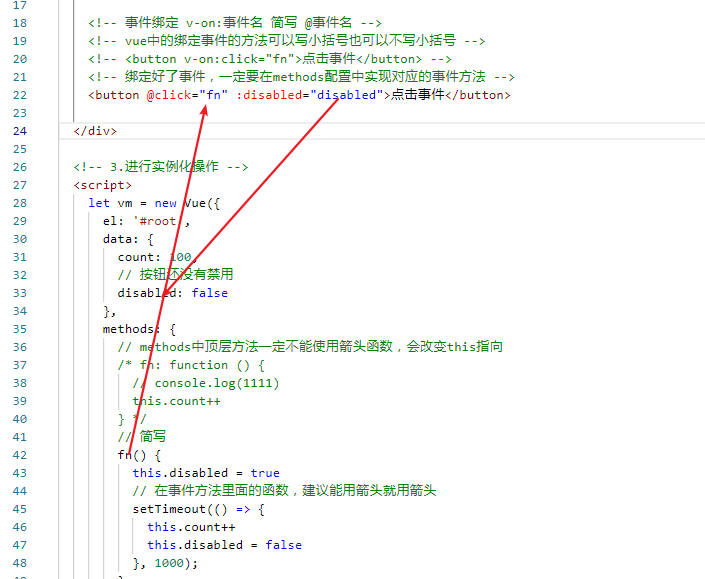 17
18 <!-- 事件绑定 v-on:事件名 简写 @事件名 -->
19 <!-- vue中的绑定事件的方法可以写小括号也可以不写小括号 -->
20 <!-- <button v-on:click="fn">点击事件</button> -->
21 <!-- 绑定好了事件，一定要在methods配置中实现对应的事件方法 -->
22 <button @click="fn" :disabled="disabled">点击事件</button>
23
24 </div>
25
26 <!-- 3.进行实例化操作 -->
27 <script>
28 let vm = new Vue({
29 el: '#root',
30 data: {
31 count: 100,
32 // 按钮还没有禁用
33 disabled: false
34 },
35 methods: {
36 // methods中顶层方法一定不能使用箭头函数，会改变this指向
37 /* fn: function () {
38 // console.log(1111)
39 this.count++
40 } */
41 // 简写
42 fn() {
43 this.disabled = true
44 // 在事件方法里面的函数，建议能用箭头就用箭头
45 setTimeout(() => {
46 this.count++
47 this.disabled = false
48 }, 1000);